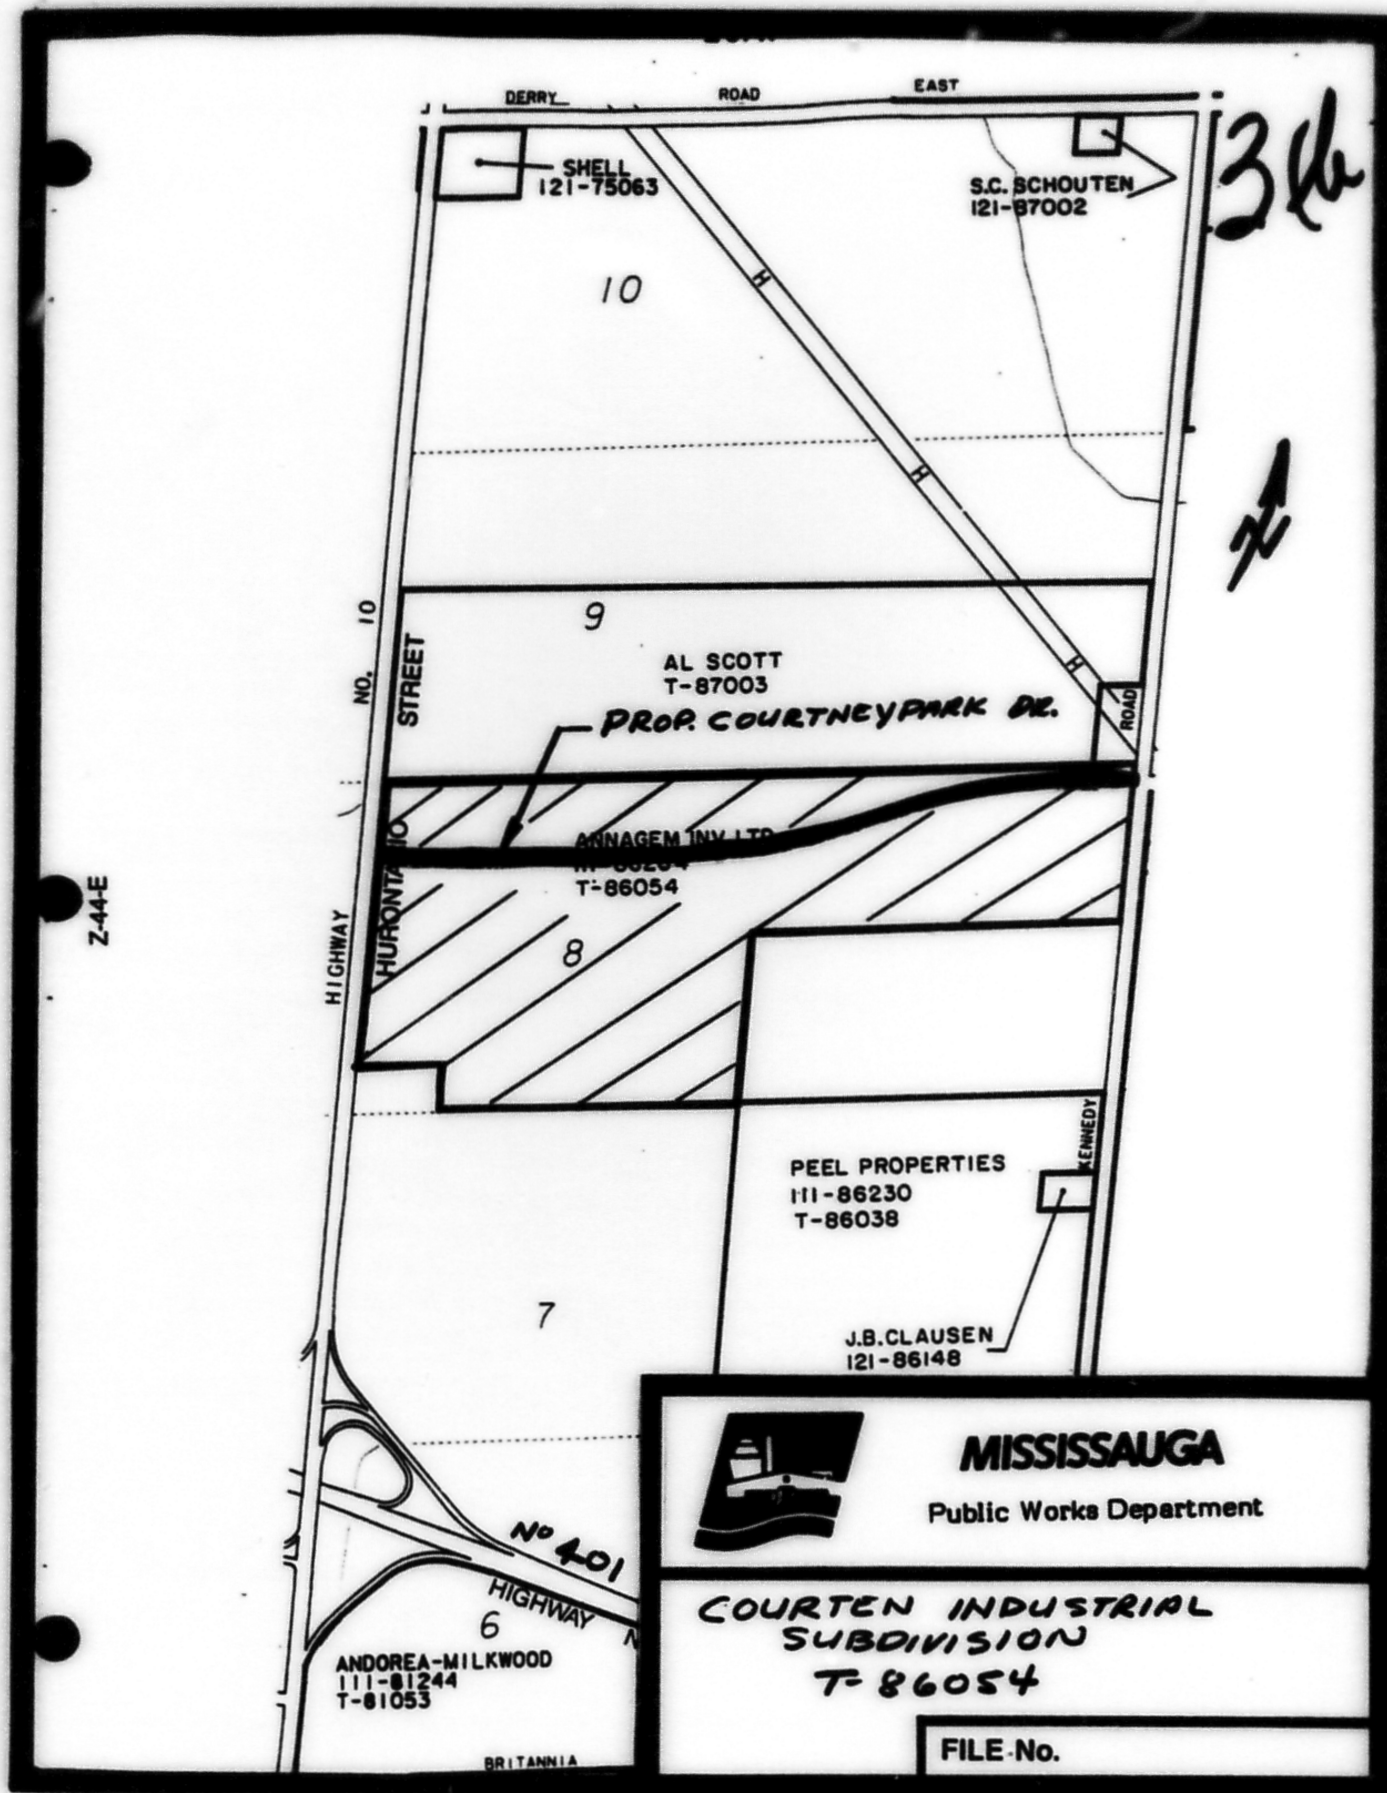 DERRY ROAD EAST
SHELL
121-75063
S.C. SCHOUTEN
121-87002
10
H
H
9
NO. 10
STREET
AL SCOTT
T-87003
H
ROAD
PROP. COURTNEYPARK DR.
ANNAGEM INV. LTD
T-86054
HURONTARIO
8
Z-44-E
HIGHWAY
KENNEDY
PEEL PROPERTIES
111-86230
T-86038
7
J.B. CLAUSEN
121-86148
No 401
HIGHWAY N
6
ANDOREA-MILKWOOD
111-81244
T-81053
BRITANNIA
MISSISSAUGA
Public Works Department
COURTEN INDUSTRIAL
SUBDIVISION
T-86054
FILE No.